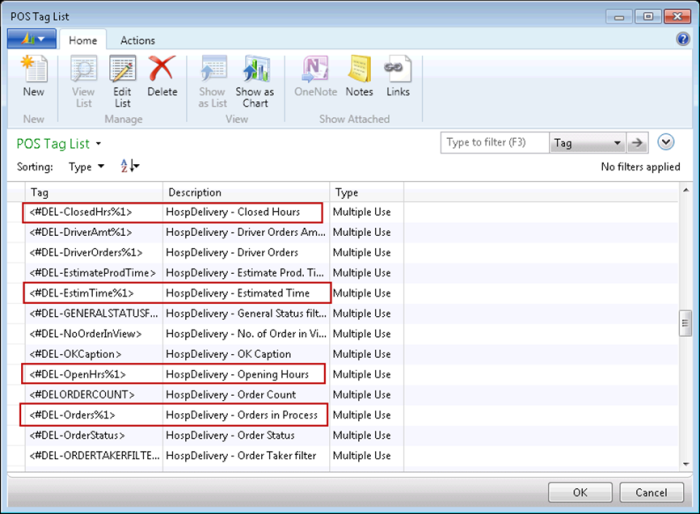 POS Tag List
Home Actions
New View List Edit List Delete Show as List Show as Chart OneNote Notes Links
New Manage View Show Attached
POS Tag List Type to filter (F3) Tag
Sorting: Type A Z No filters applied
Tag Description Type
<#DEL-ClosedHrs%1> HospDelivery - Closed Hours Multiple Use
<#DEL-DriverAmt%1> HospDelivery - Driver Orders Am... Multiple Use
<#DEL-DriverOrders%1> HospDelivery - Driver Orders Multiple Use
<#DEL-EstimateProdTime> HospDelivery - Estimate Prod. Ti... Multiple Use
<#DEL-EstimTime%1> HospDelivery - Estimated Time Multiple Use
<#DEL-GENERALSTATUSF... HospDelivery - General Status filt... Multiple Use
<#DEL-NoOrderInView> HospDelivery - No. of Order in Vi... Multiple Use
<#DEL-OKCaption> HospDelivery - OK Caption Multiple Use
<#DEL-OpenHrs%1> HospDelivery - Opening Hours Multiple Use
<#DELORDERCOUNT> HospDelivery - Order Count Multiple Use
<#DEL-Orders%1> HospDelivery - Orders in Process Multiple Use
<#DEL-OrderStatus> HospDelivery - Order Status Multiple Use
<#DEL-ORDERTAKERFILTE... HospDelivery - Order Taker filter Multiple Use
OK Cancel